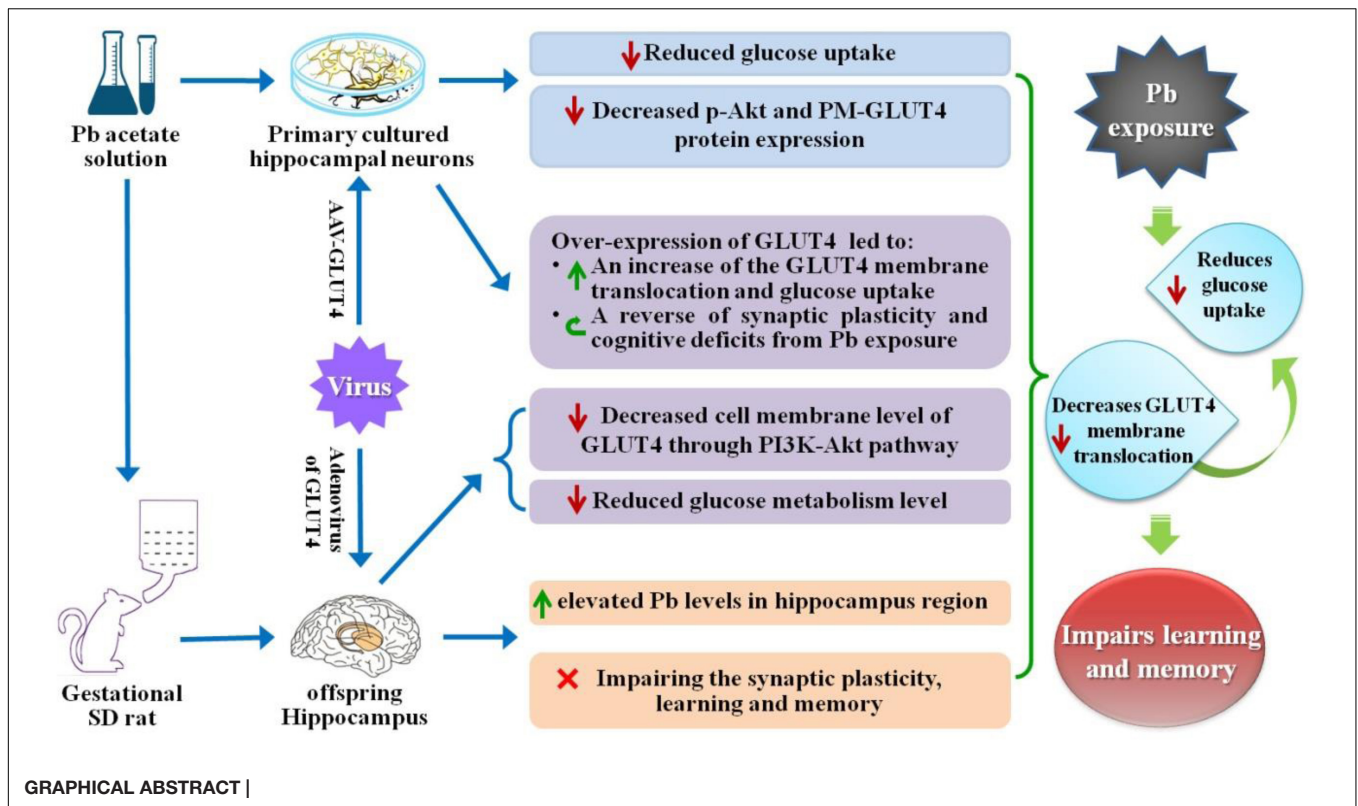 Pb acetate
solution
Primary cultured
hippocampal neurons
AAV-GLUT4
Virus
Adenovirus
of GLUT4
Gestational
SD rat
offspring
Hippocampus
Reduced glucose uptake
Decreased p-Akt and PM-GLUT4
protein expression
Over-expression of GLUT4 led to:
• An increase of the GLUT4 membrane
translocation and glucose uptake
• A reverse of synaptic plasticity and
cognitive deficits from Pb exposure
Decreased cell membrane level of
GLUT4 through PI3K-Akt pathway
Reduced glucose metabolism level
elevated Pb levels in hippocampus region
Impairing the synaptic plasticity,
learning and memory
Pb
exposure
Reduces
glucose
uptake
Decreases GLUT4
membrane
translocation
Impairs learning
and memory
GRAPHICAL ABSTRACT |